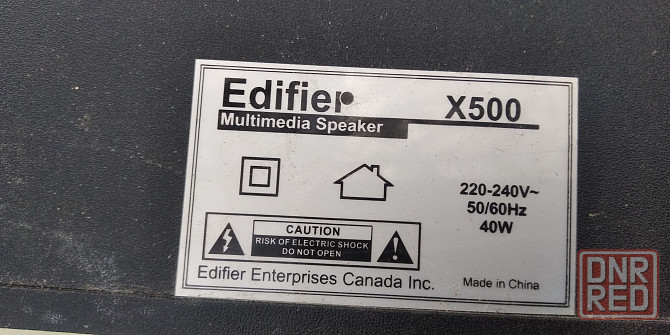 Edifier
X500
Multimedia Speaker
220-240V~
50/60Hz
40W
CAUTION
RISK OF ELECTRIC SHOCK
DO NOT OPEN
Edifier Enterprises Canada Inc.
Made in China
DNR
RED